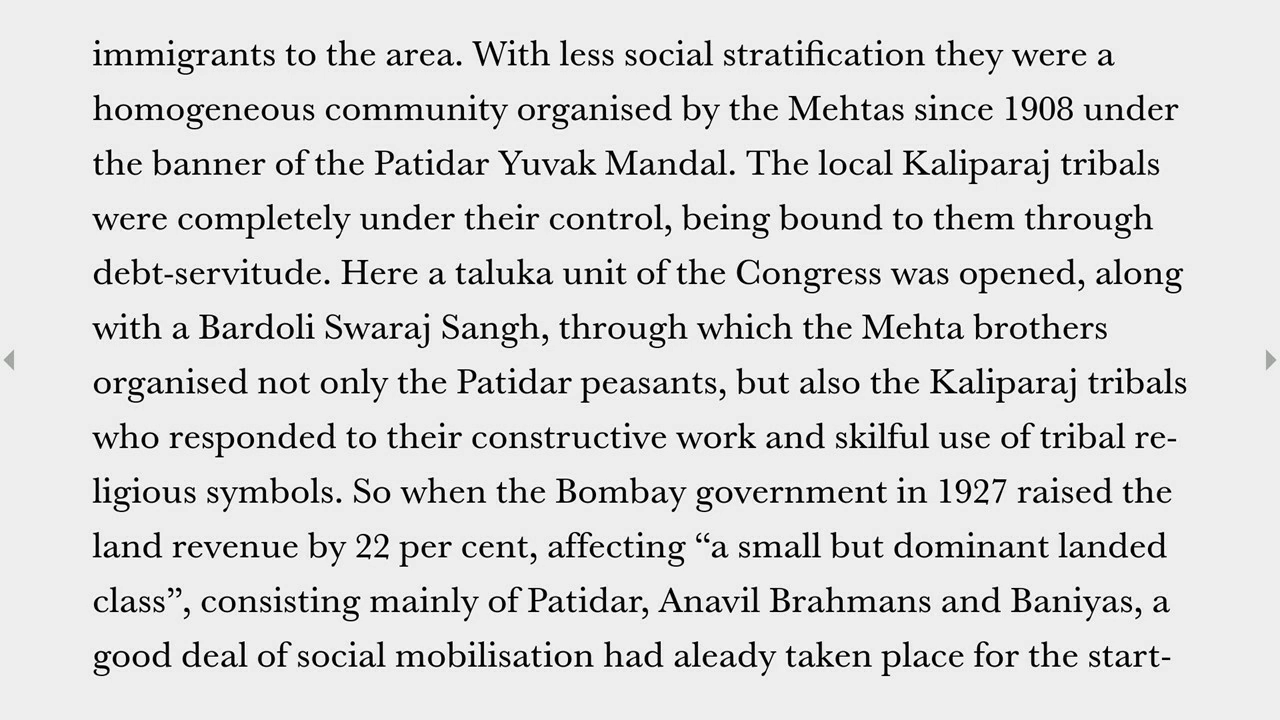 immigrants to the area. With less social stratification they were a
homogeneous community organised by the Mehtas since 1908 under
the banner of the Patidar Yuvak Mandal. The local Kaliparaj tribals
were completely under their control, being bound to them through
debt-servitude. Here a taluka unit of the Congress was opened, along
with a Bardoli Swaraj Sangh, through which the Mehta brothers
organised not only the Patidar peasants, but also the Kaliparaj tribals
who responded to their constructive work and skilful use of tribal re-
ligious symbols. So when the Bombay government in 1927 raised the
land revenue by 22 per cent, affecting “a small but dominant landed
class”, consisting mainly of Patidar, Anavil Brahmans and Baniyas, a
good deal of social mobilisation had aleady taken place for the start-